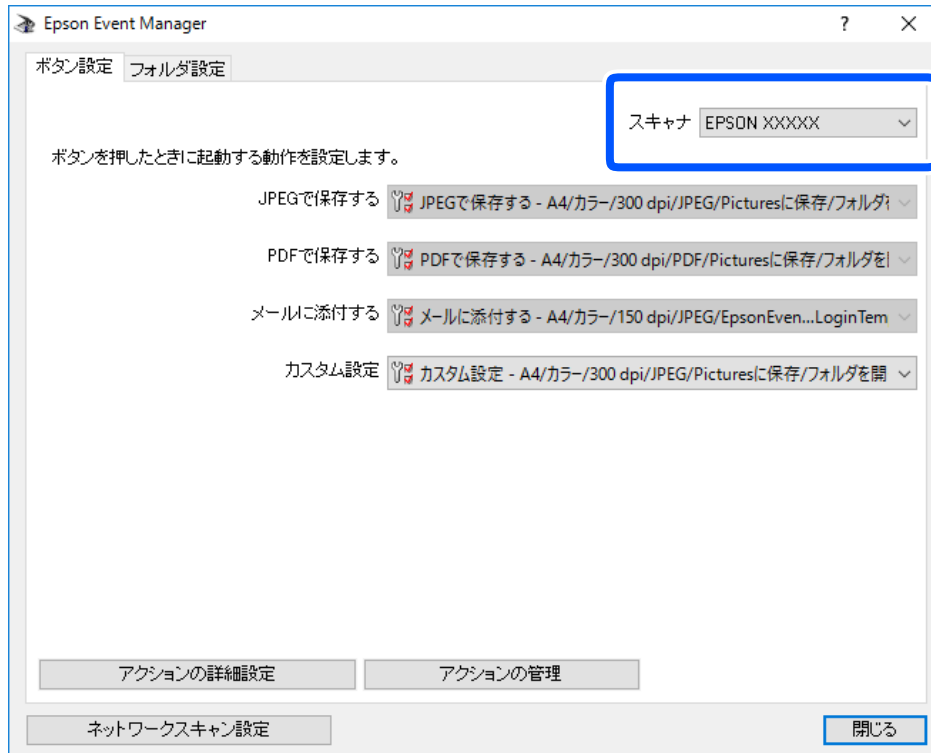 Epson Event Manager
ボタン設定 フォルダ設定
スキャナ EPSON XXXXX
ボタンを押したときに起動する動作を設定します。
JPEGで保存する JPEGで保存する - A4/カラー/300 dpi/JPEG/Picturesに保存/フォルダ
PDFで保存する PDFで保存する - A4/カラー/300 dpi/PDF/Picturesに保存/フォルダを
メールに添付する メールに添付する - A4/カラー/150 dpi/JPEG/EpsonEven...LoginTem
カスタム設定 カスタム設定 - A4/カラー/300 dpi/JPEG/Picturesに保存/フォルダを開
アクションの詳細設定 アクションの管理
ネットワークスキャン設定 閉じる